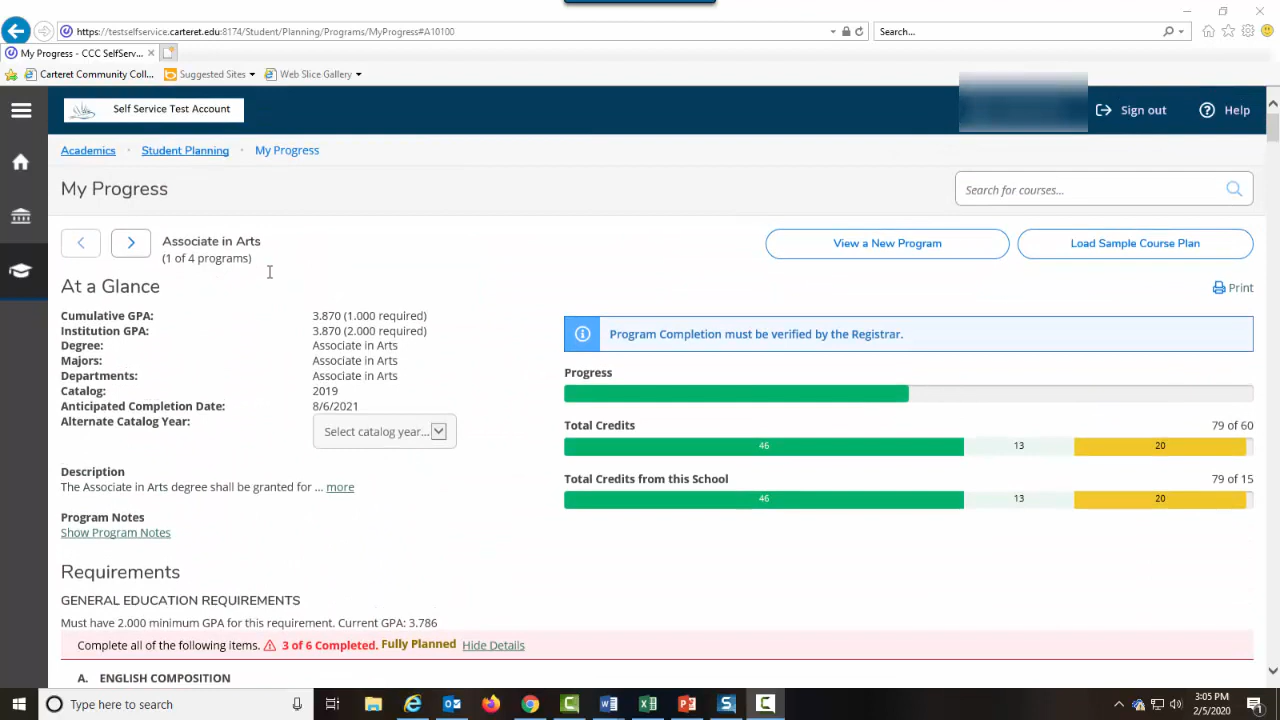 https://testselfservice.carteret.edu:8174/Student/Planning/Programs/MyProgress#A10100
Search...
My Progress - CCC SelfServ...
Carteret Community Coll...
Suggested Sites
Web Slice Gallery
Self Service Test Account
Sign out
Help
Academics · Student Planning · My Progress
My Progress
Search for courses...
Associate in Arts
(1 of 4 programs)
View a New Program
Load Sample Course Plan
At a Glance
Print
Cumulative GPA: 3.870 (1.000 required)
Institution GPA: 3.870 (2.000 required)
Degree: Associate in Arts
Majors: Associate in Arts
Departments: Associate in Arts
Catalog: 2019
Anticipated Completion Date: 8/6/2021
Alternate Catalog Year: Select catalog year...
Description
The Associate in Arts degree shall be granted for ... more
Program Notes
Show Program Notes
Program Completion must be verified by the Registrar.
Progress
Total Credits 79 of 60
46 13 20
Total Credits from this School 79 of 15
46 13 20
Requirements
GENERAL EDUCATION REQUIREMENTS
Must have 2.000 minimum GPA for this requirement. Current GPA: 3.786
Complete all of the following items. 3 of 6 Completed. Fully Planned Hide Details
A. ENGLISH COMPOSITION
Type here to search
3:05 PM
2/5/2020